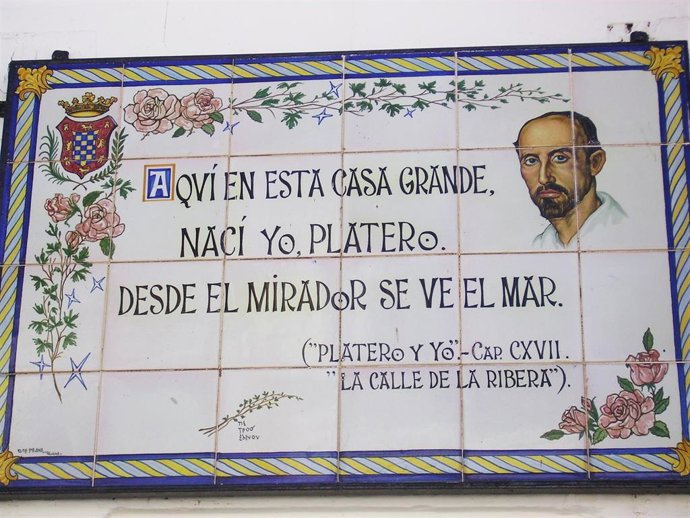 AQVÍ EN ESTA CASA GRANDE,
NACÍ YO, PLATERO.
DESDE EL MIRADOR SE VE EL MAR.
("PLATERO Y YO".-CAP. CXVII.
"LA CALLE DE LA RIBERA").